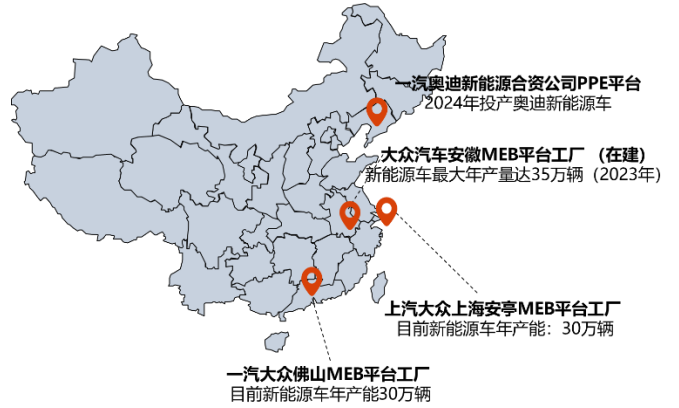 一汽奥迪新能源合资公司PPE平台
2024年投产奥迪新能源车
大众汽车安徽MEB平台工厂 （在建)
新能源车最大年产量达35万辆（2023年）
上汽大众上海安亭MEB平台工厂
目前新能源车年产能：30万辆
一汽大众佛山MEB平台工厂
目前新能源车年产能30万辆